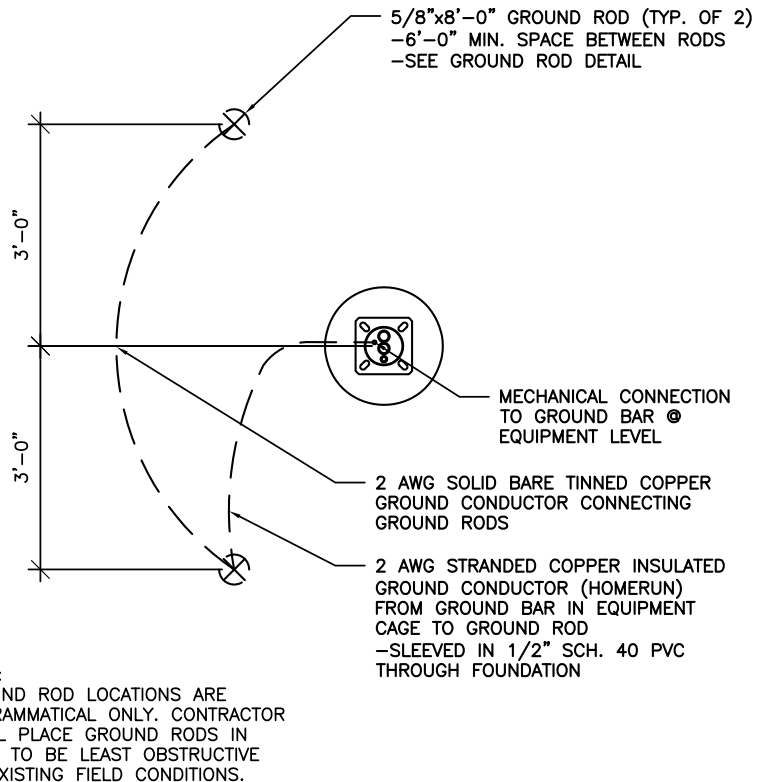 5/8"x8'-0" GROUND ROD (TYP. OF 2)
-6'-0" MIN. SPACE BETWEEN RODS
-SEE GROUND ROD DETAIL
3'-0"
3'-0"
MECHANICAL CONNECTION
TO GROUND BAR @
EQUIPMENT LEVEL
2 AWG SOLID BARE TINNED COPPER
GROUND CONDUCTOR CONNECTING
GROUND RODS
2 AWG STRANDED COPPER INSULATED
GROUND CONDUCTOR (HOMERUN)
FROM GROUND BAR IN EQUIPMENT
CAGE TO GROUND ROD
-SLEEVED IN 1/2" SCH. 40 PVC
THROUGH FOUNDATION
ROD LOCATIONS ARE
ONLY. CONTRACTOR
PLACE GROUND RODS IN
TO BE LEAST OBSTRUCTIVE
FIELD CONDITIONS.